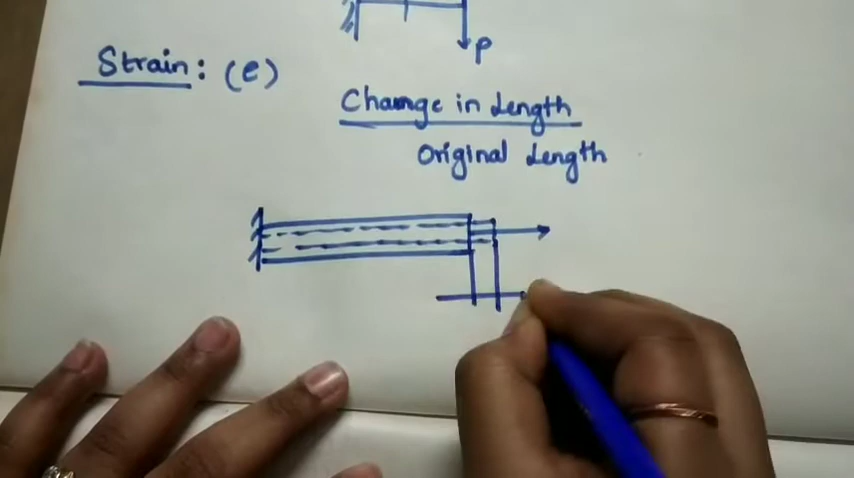 P
Strain: (e)
Change in Length
Original Length